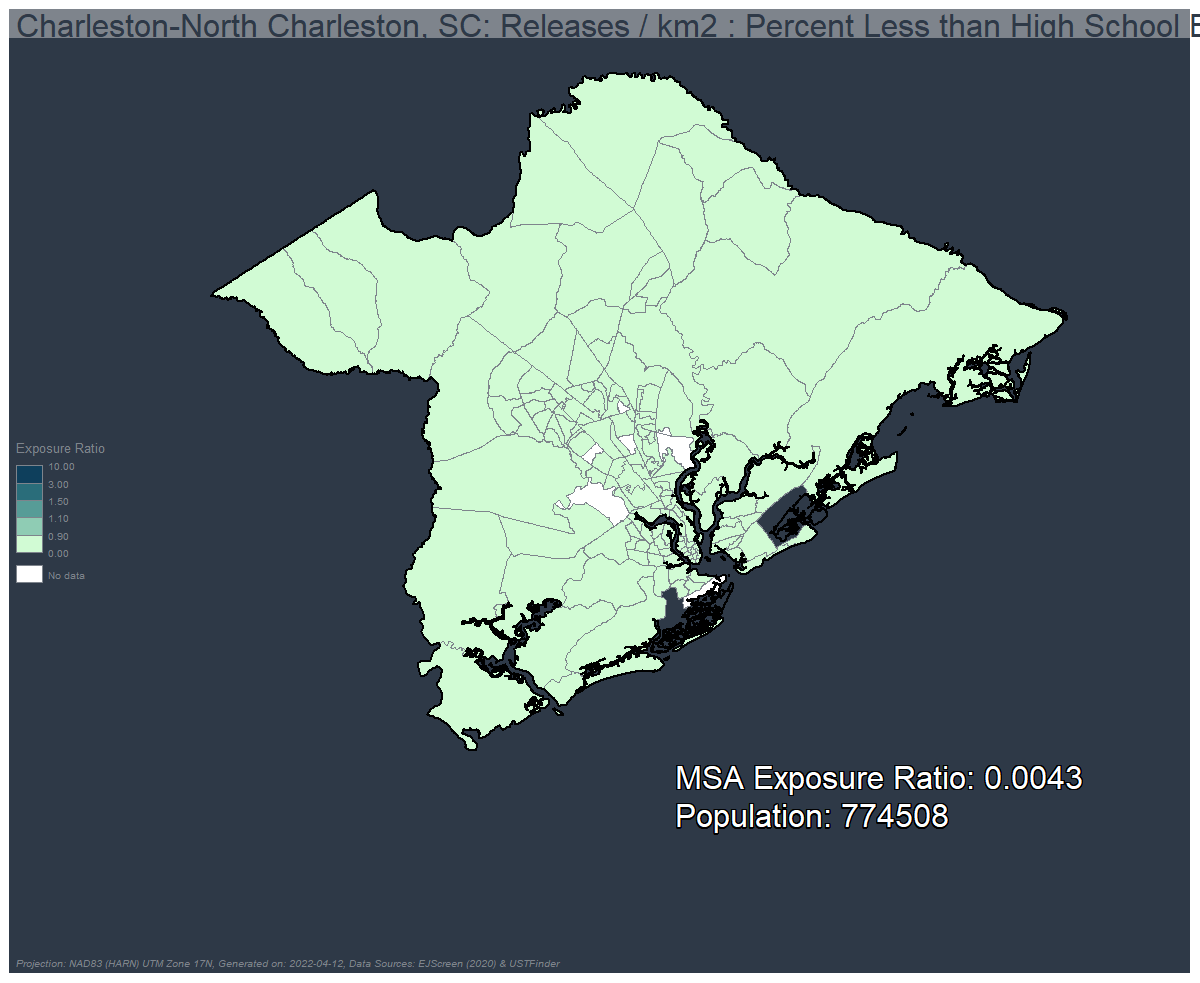 Charleston-North Charleston, SC: Releases / km2 : Percent Less than High School
Exposure Ratio
10.00
3.00
1.50
1.10
0.90
0.00
No data
MSA Exposure Ratio: 0.0043
Population: 774508
Projection: NAD83 (HARN) UTM Zone 17N, Generated on: 2022-04-12, Data Sources: EJScreen (2020) & USTFinder